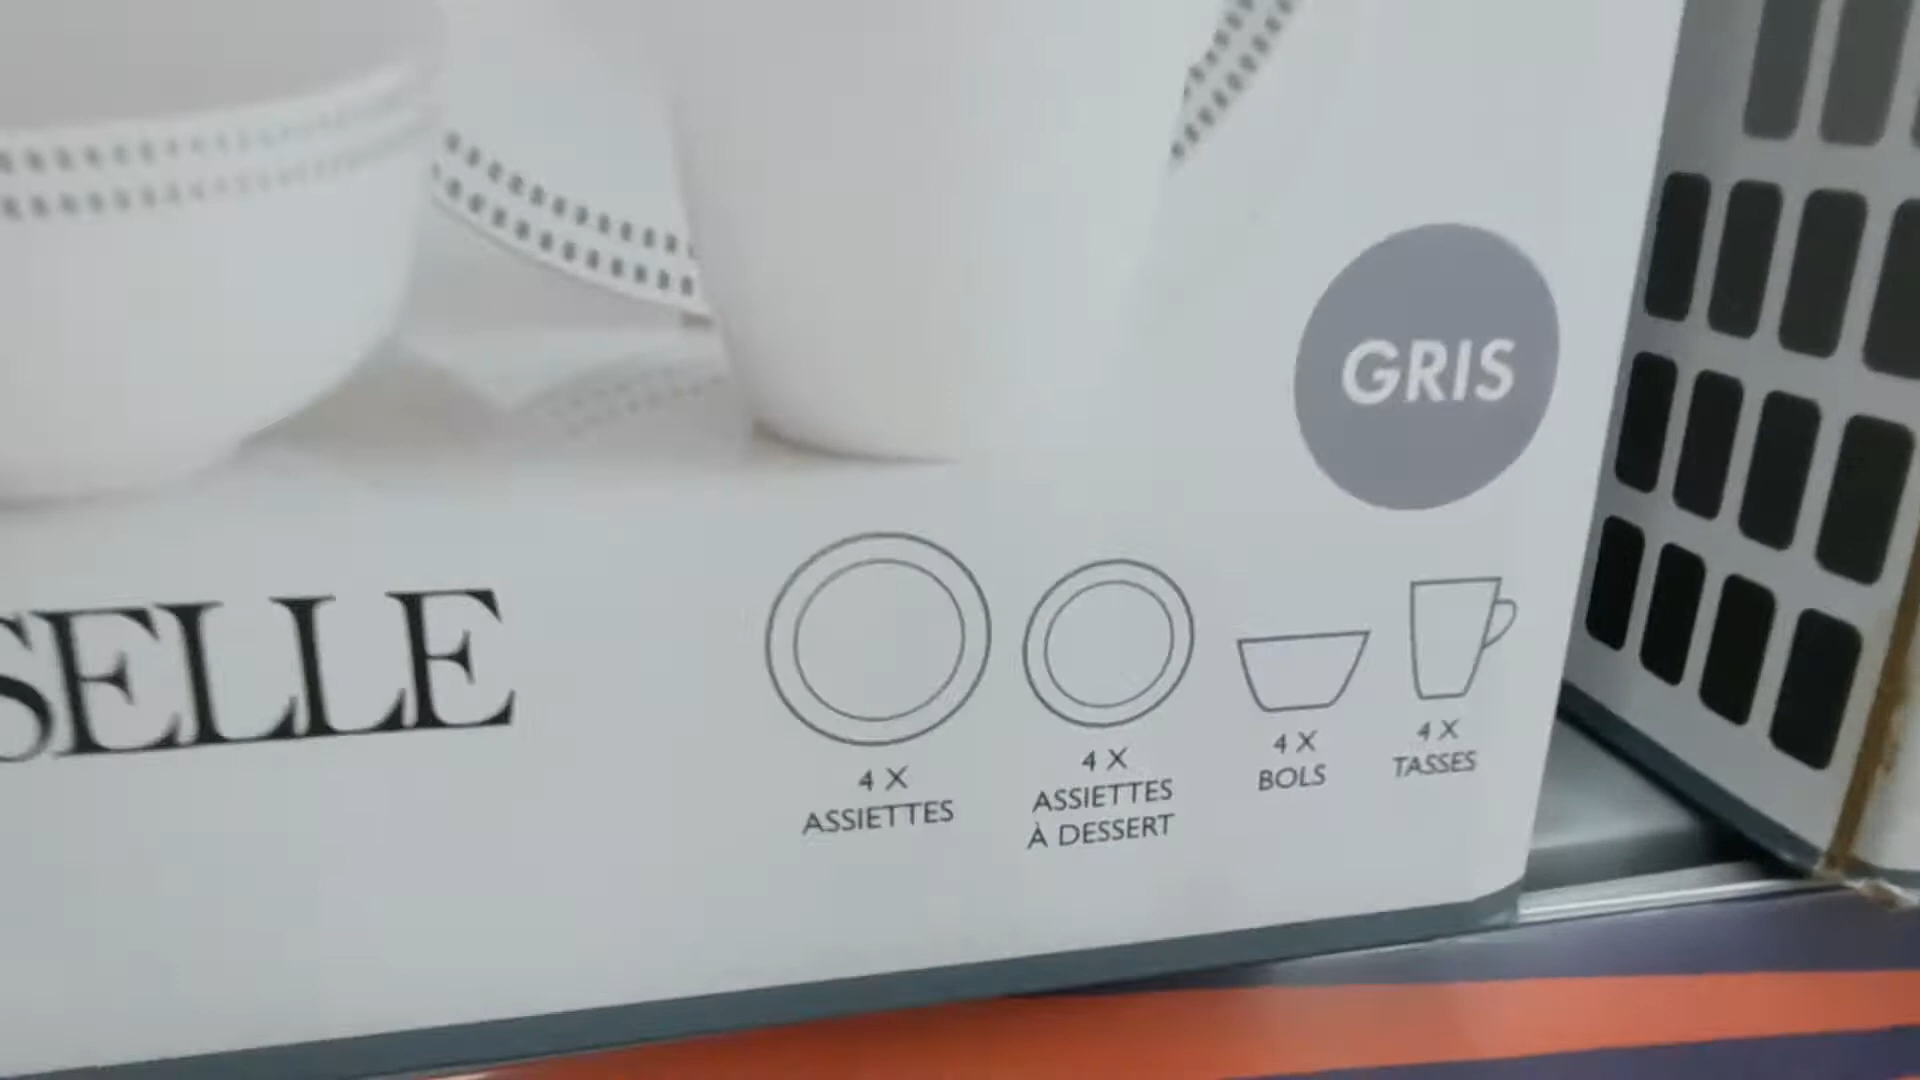 GRIS
SELLE
4 X
ASSIETTES
4 X
ASSIETTES
À DESSERT
4 X
BOLS
4 X
TASSES